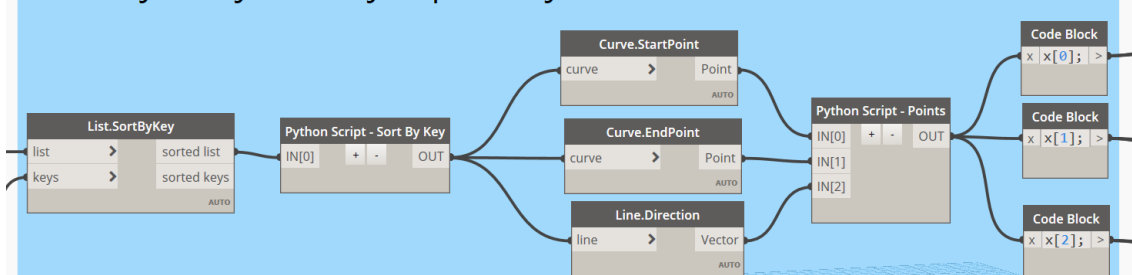 List.SortByKey
list > sorted list
keys > sorted keys
AUTO
Python Script - Sort By Key
IN[0] + - OUT
Curve.StartPoint
curve > Point
AUTO
Curve.EndPoint
curve > Point
AUTO
Line.Direction
line > Vector
AUTO
Python Script - Points
IN[0] + - OUT
IN[1]
IN[2]
Code Block
x x[0]; >
Code Block
x x[1]; >
Code Block
x x[2]; >